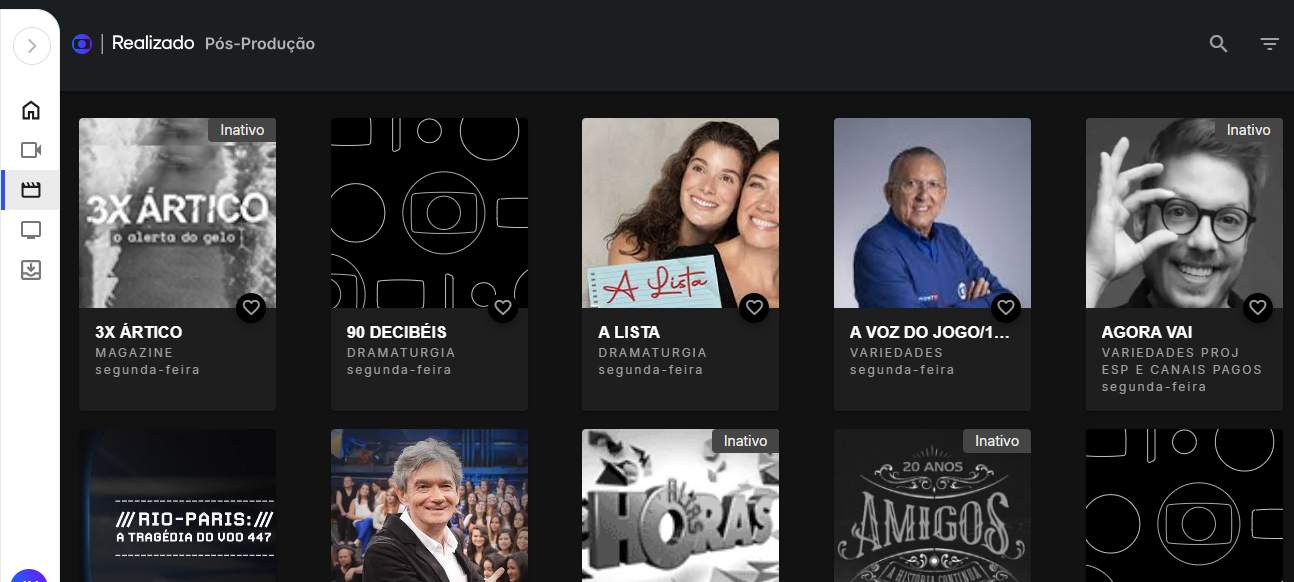 Realizado Pós-Produção
Inativo
3X ÁRTICO
o alerta do gelo
3X ÁRTICO
MAGAZINE
segunda-feira
90 DECIBÉIS
DRAMATURGIA
segunda-feira
A Lista
A LISTA
DRAMATURGIA
segunda-feira
A VOZ DO JOGO/1...
VARIEDADES
segunda-feira
Inativo
AGORA VAI
VARIEDADES PROJ
ESP E CANAIS PAGOS
segunda-feira
///RIO-PARIS:///
A TRAGÉDIA DO VOO 447
Inativo
HORAS
Inativo
20 ANOS
AMIGOS
A HISTÓRIA CONTINUA